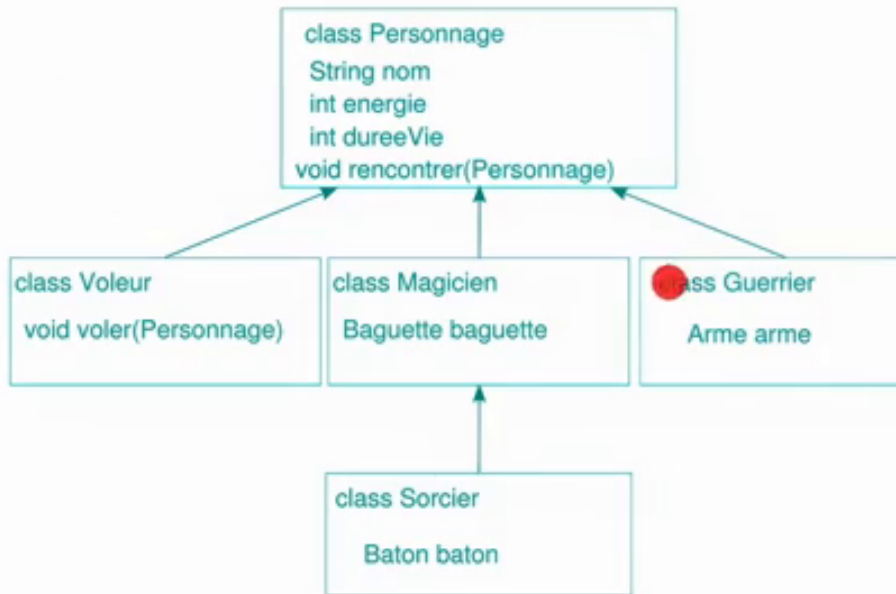 class Personnage
String nom
int energie
int dureeVie
void rencontrer(Personnage)
class Voleur
void voler(Personnage)
class Magicien
Baguette baguette
Guerrier
Arme arme
class Sorcier
Baton baton